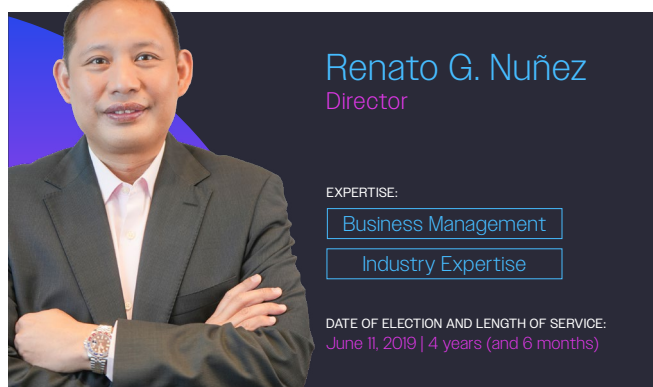 Renato G. Nuñez
Director
EXPERTISE:
Business Management
Industry Expertise
DATE OF ELECTION AND LENGTH OF SERVICE:
June 11, 2019 | 4 years (and 6 months)